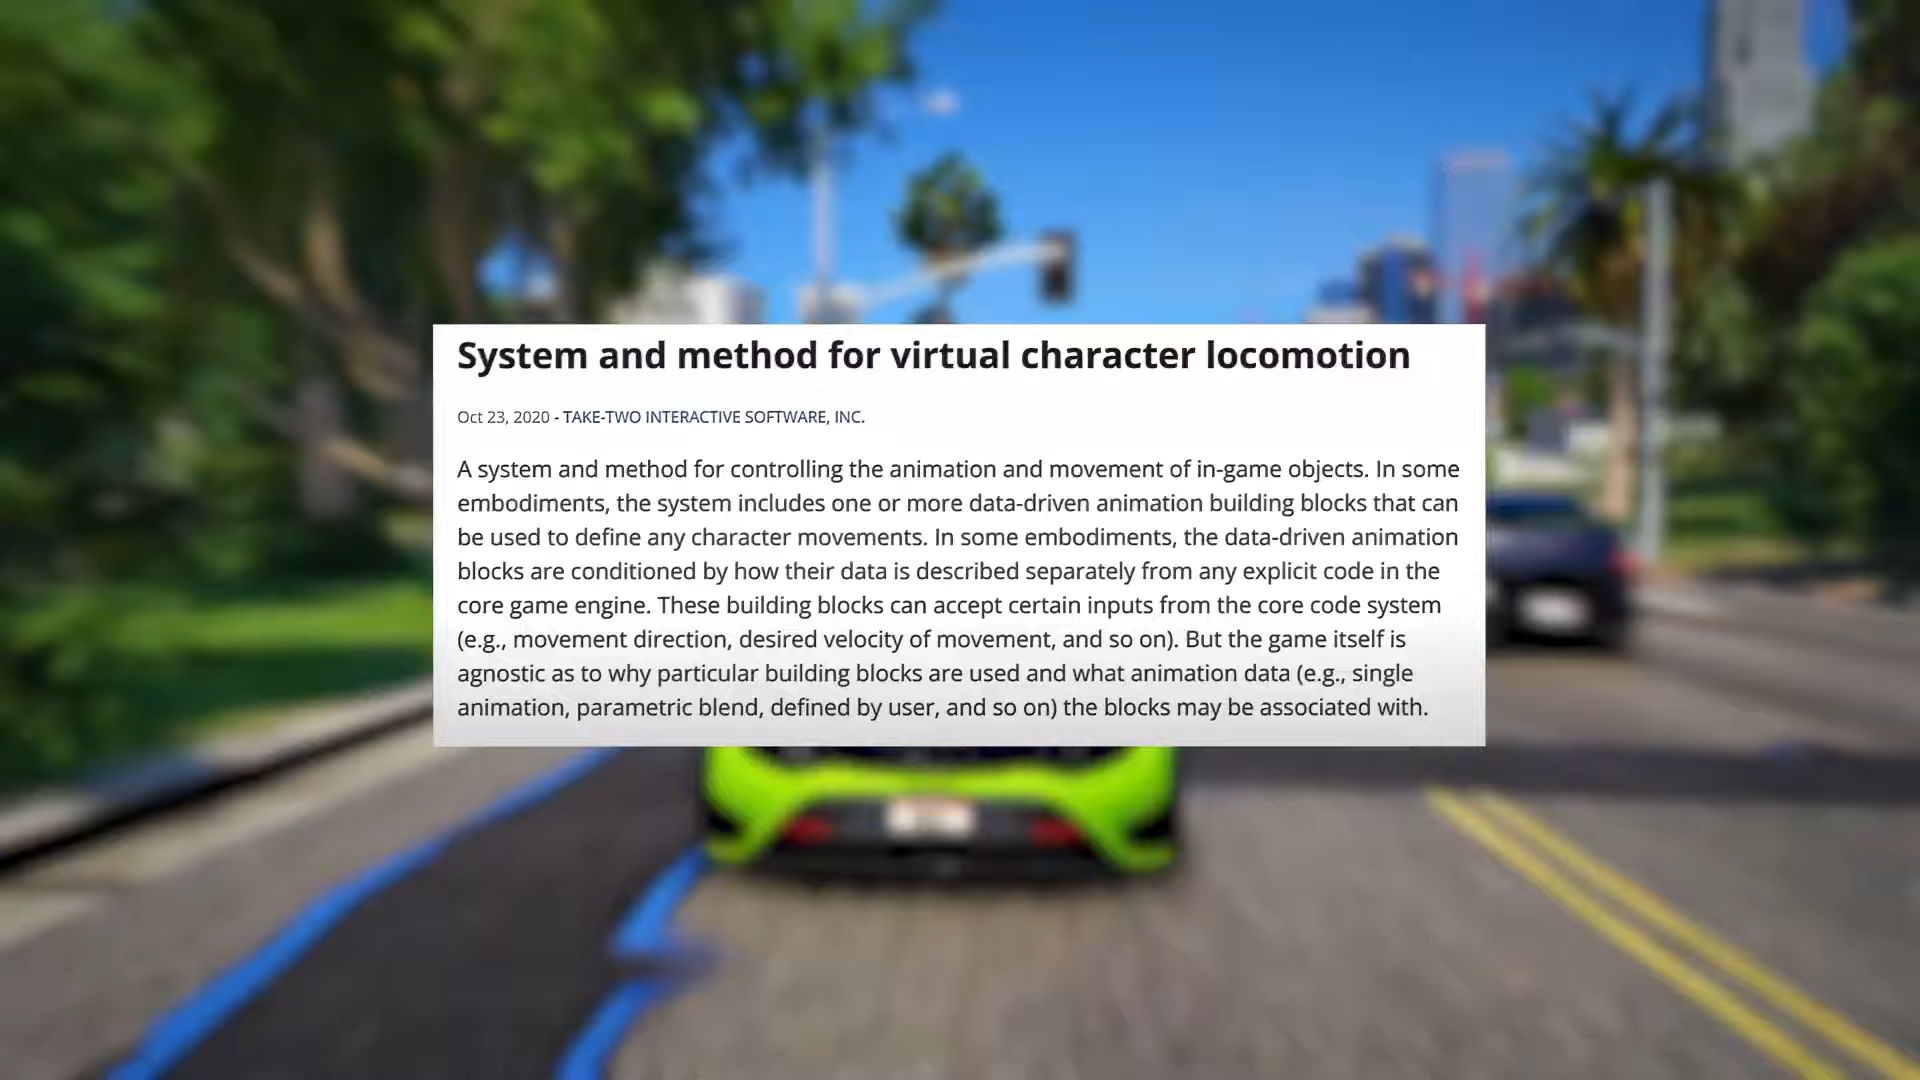 System and method for virtual character locomotion
Oct 23, 2020 - TAKE-TWO INTERACTIVE SOFTWARE, INC.
A system and method for controlling the animation and movement of in-game objects. In some
embodiments, the system includes one or more data-driven animation building blocks that can
be used to define any character movements. In some embodiments, the data-driven animation
blocks are conditioned by how their data is described separately from any explicit code in the
core game engine. These building blocks can accept certain inputs from the core code system
(e.g., movement direction, desired velocity of movement, and so on). But the game itself is
agnostic as to why particular building blocks are used and what animation data (e.g., single
animation, parametric blend, defined by user, and so on) the blocks may be associated with.